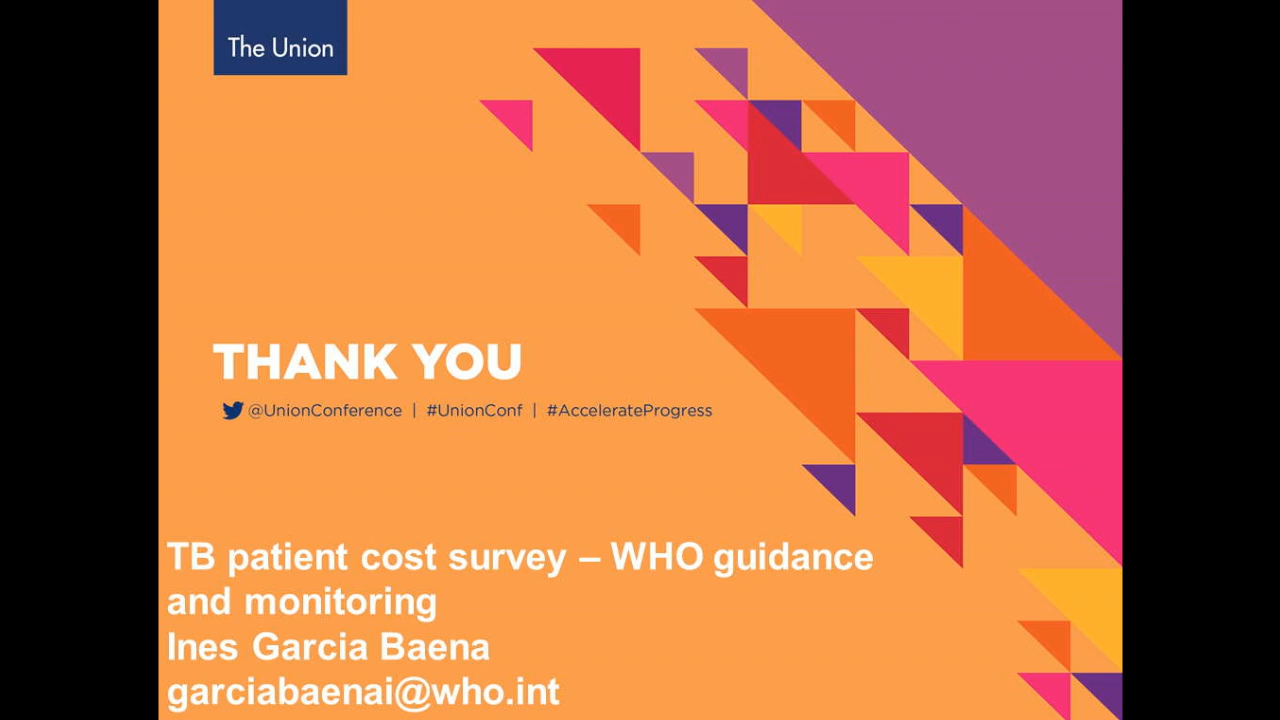 The Union
THANK YOU
@UnionConference | #UnionConf | #AccelerateProgress
TB patient cost survey – WHO guidance
and monitoring
Ines Garcia Baena
garciabaenai@who.int